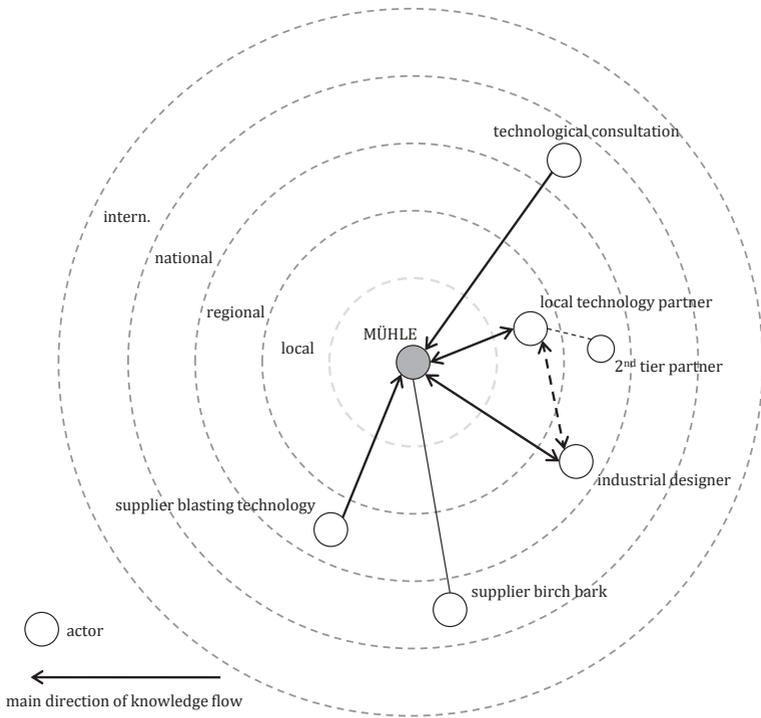 technological consultation
intern.
national
local technology partner
regional
MÜHLE
local
2nd tier partner
industrial designer
supplier blasting technology
supplier birch bark
actor
main direction of knowledge flow